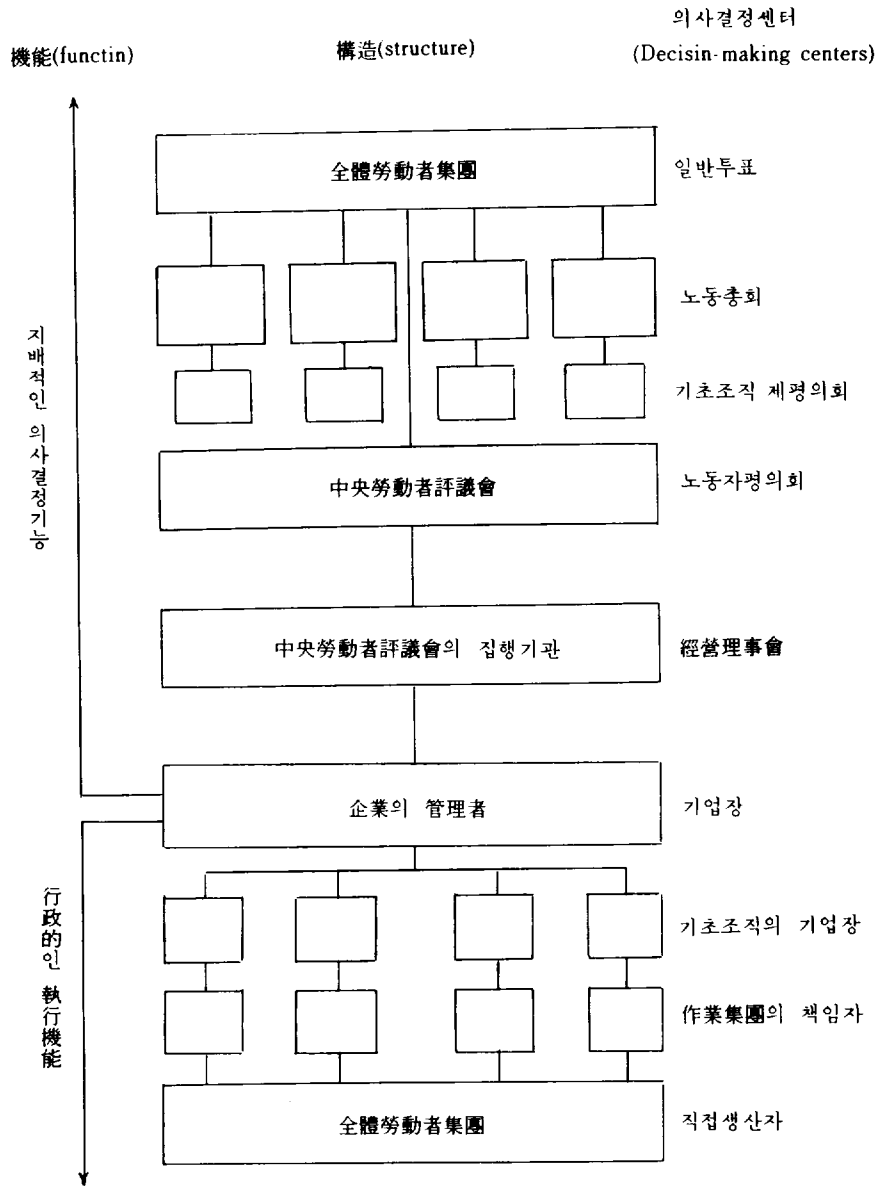 의사결정쎈터
機能(functin) 構造(structure) (Decisin-making centers)
全體勞動者集團 일반투표
노동총회
기초조직 제평의회
지배적인 의사결정기능
中央勞動者評議會 노동자평의회
中央勞動者評議會의 집행기관 經營理事會
企業의 管理者 기업장
行政的인 執行機能
기초조직의 기업장
作業集團의 책임자
全體勞動者集團 직접생산자